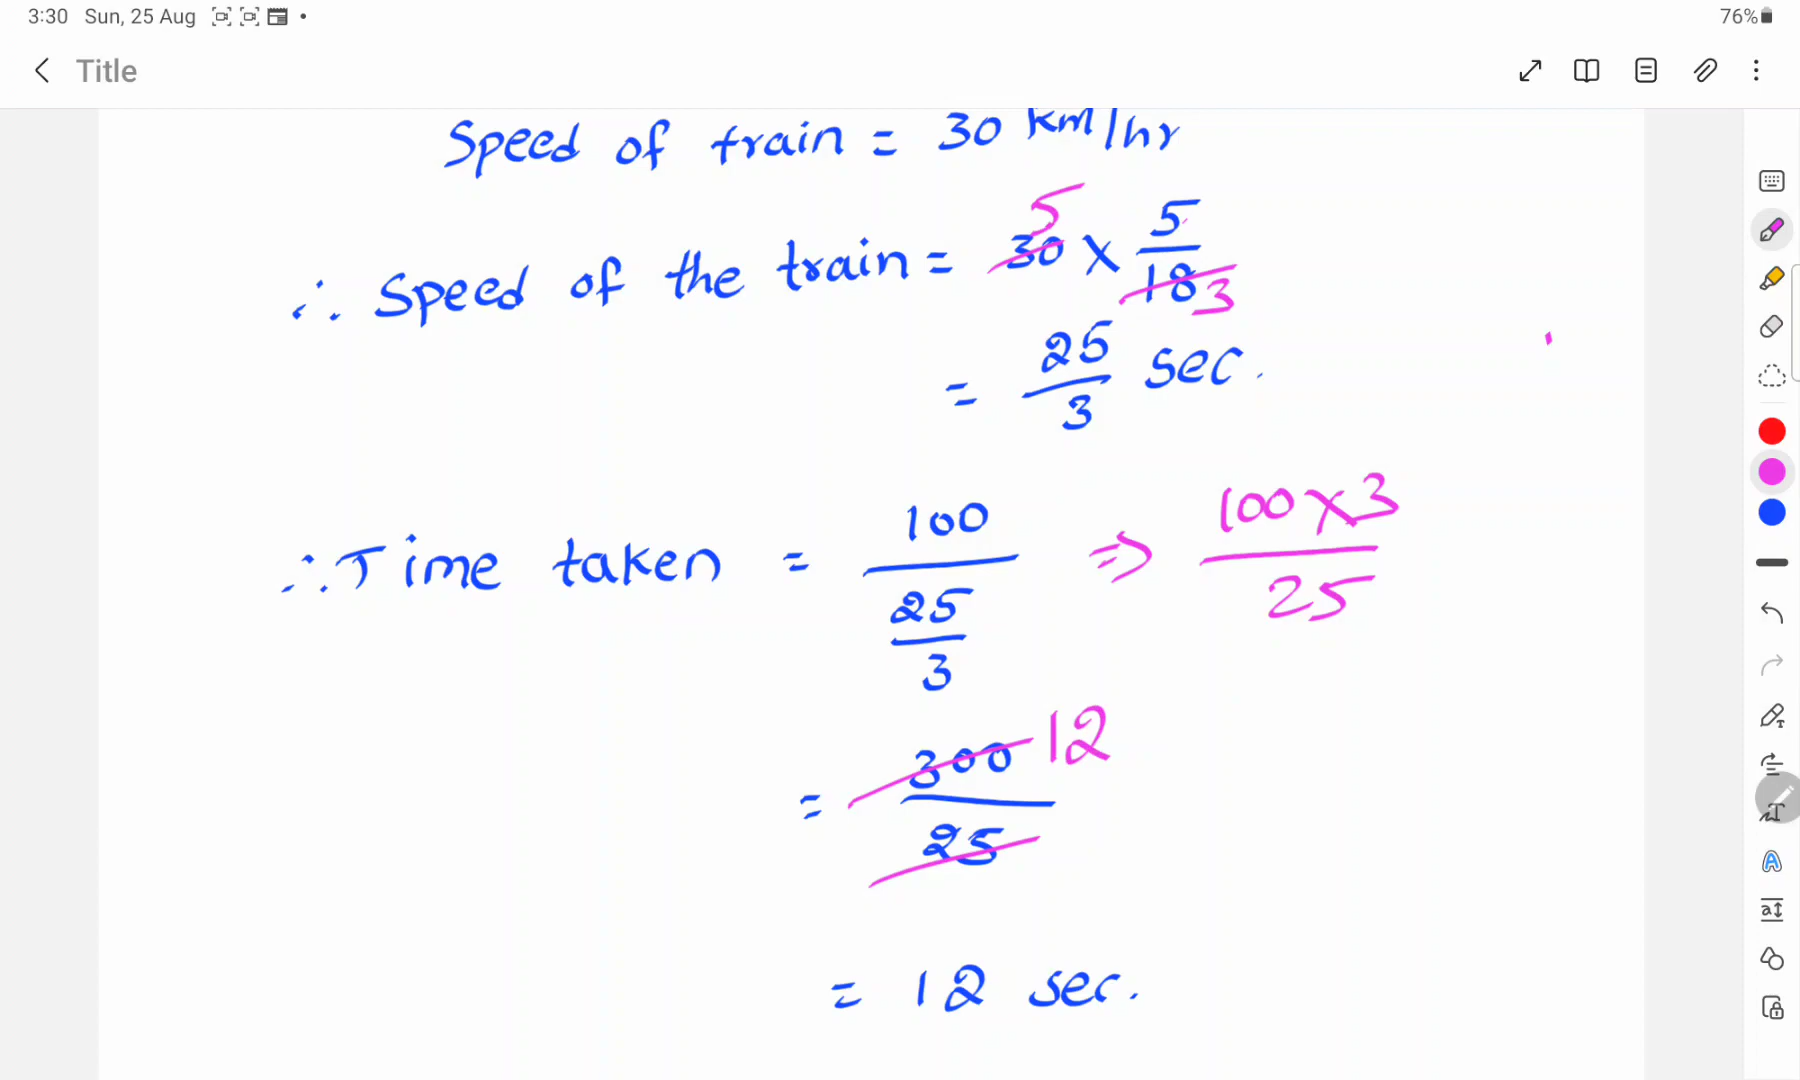 3:30 Sun, 25 Aug
76%
Title
Speed of train = 30 km/hr
∴ Speed of the train = 30 × 5/18 5 3
= 25/3 sec.
∴ Time taken = 100/(25/3) ⇒ 100×3/25
= 300/25 12
= 12 sec.